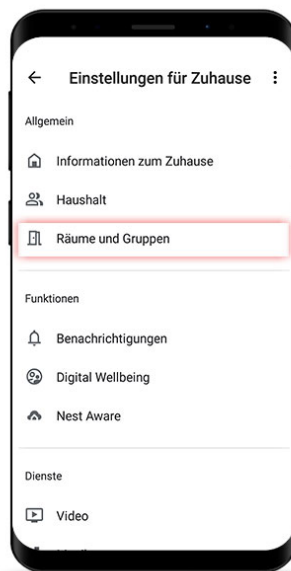 Einstellungen für Zuhause
Allgemein
Informationen zum Zuhause
Haushalt
Räume und Gruppen
Funktionen
Benachrichtigungen
Digital Wellbeing
Nest Aware
Dienste
Video